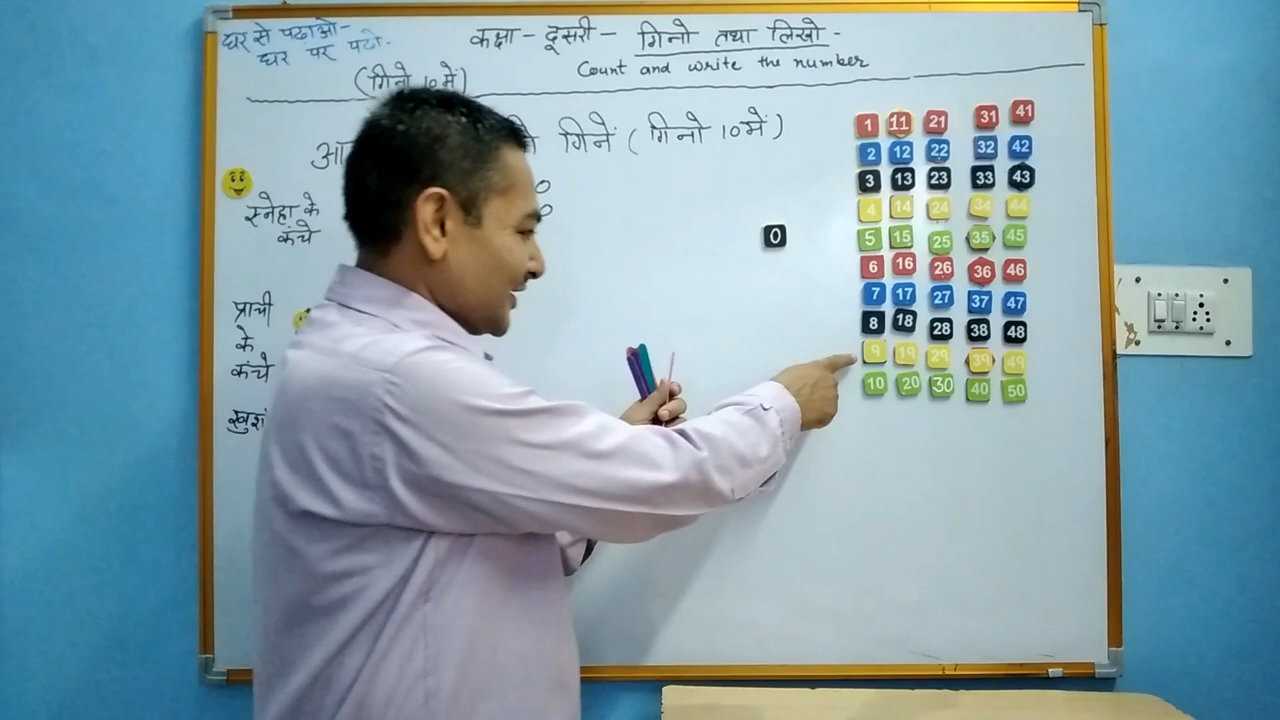 घर से पढाओ-
घर पर पढो.
कक्षा - दूसरी - गिनो तथा लिखो -
Count and write the number
(गिनो 10 में)
गिनें ( गिनो 10 में )
स्नेहा के
कंचे
प्राची
के
कंचे
0
1 11 21 31 41
2 12 22 32 42
3 13 23 33 43
4 14 24 34 44
5 15 25 35 45
6 16 26 36 46
7 17 27 37 47
8 18 28 38 48
9 19 29 39 49
10 20 30 40 50